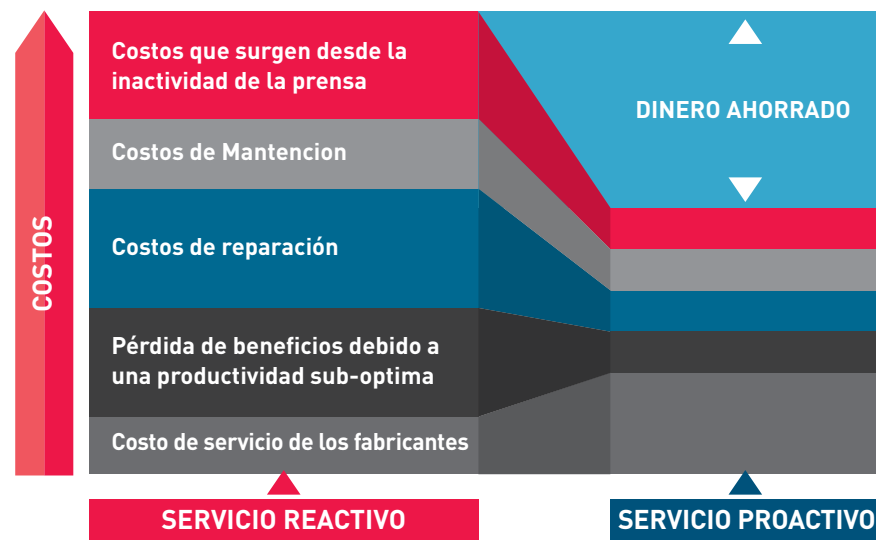 COSTOS
Costos que surgen desde la
inactividad de la prensa
Costos de Mantencion
Costos de reparación
Pérdida de beneficios debido a
una productividad sub-optima
Costo de servicio de los fabricantes
DINERO AHORRADO
SERVICIO REACTIVO
SERVICIO PROACTIVO